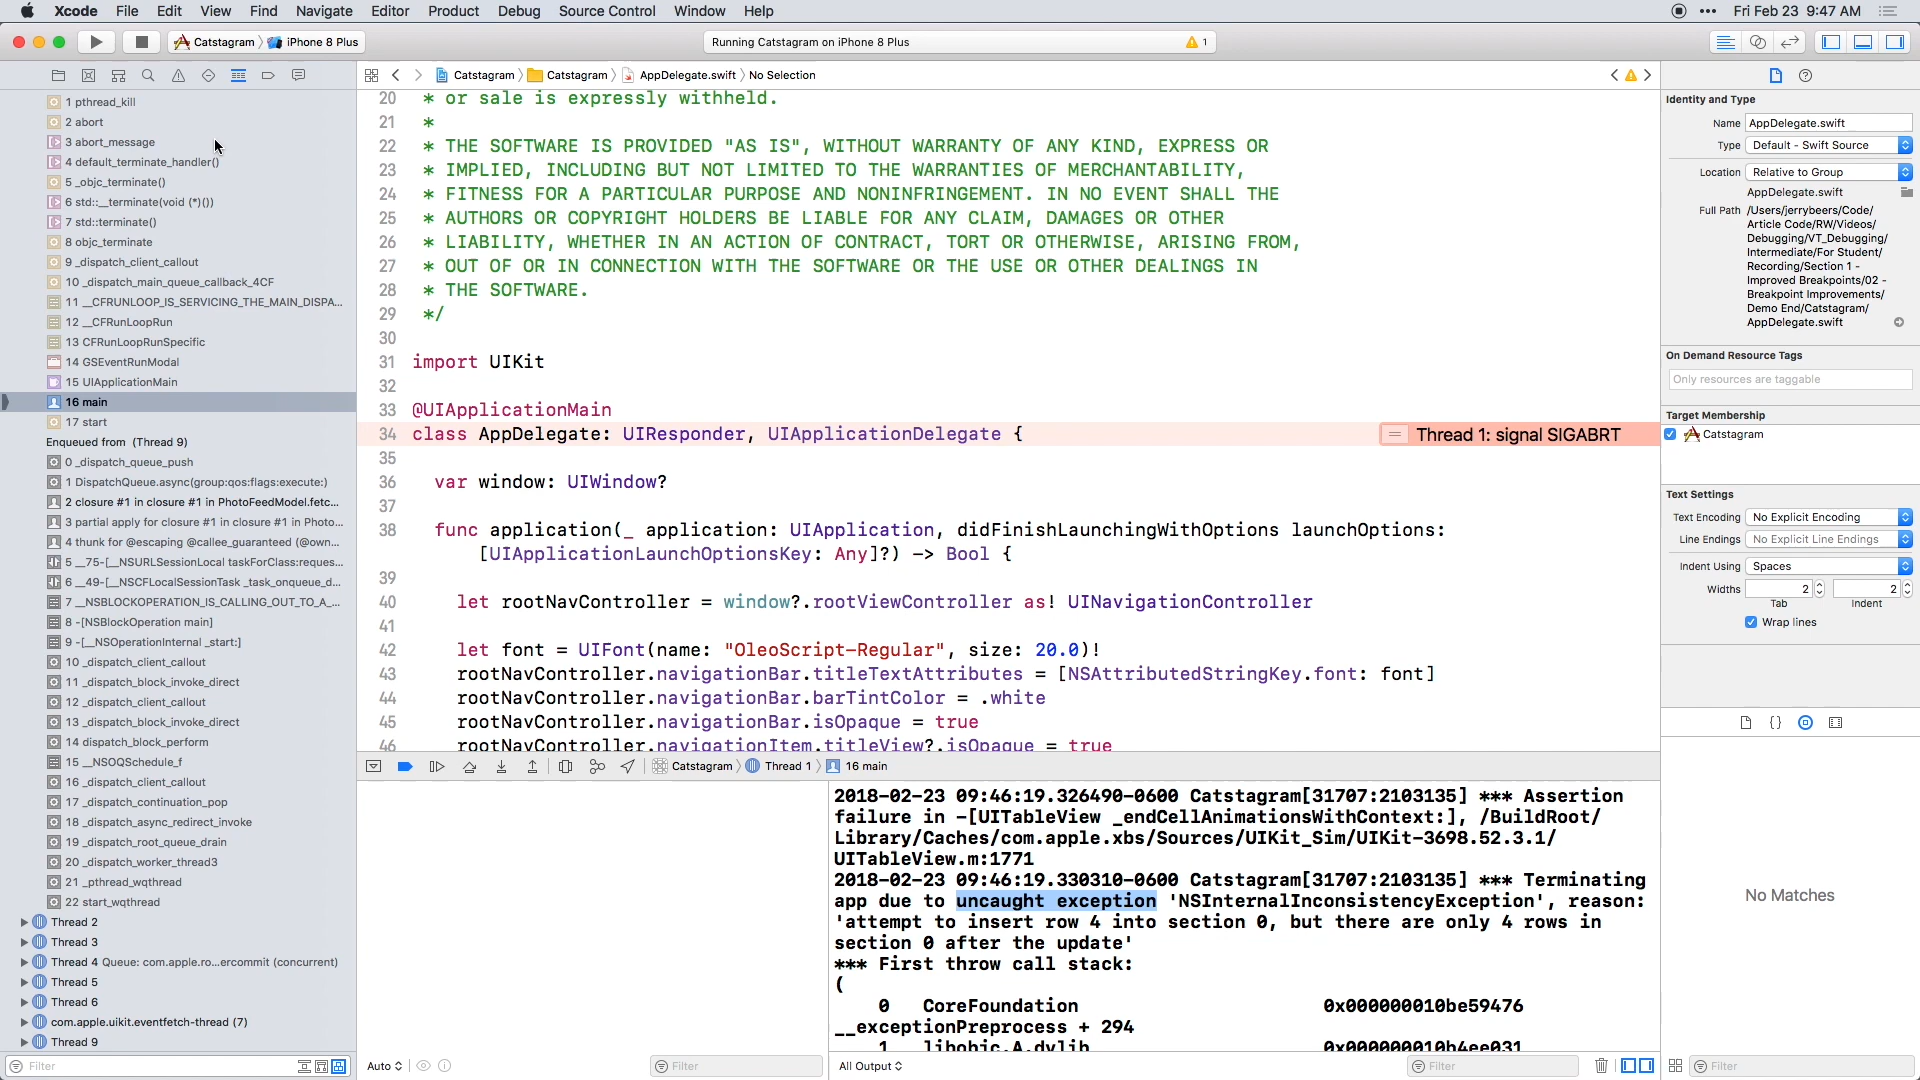 Xcode File Edit View Find Navigate Editor Product Debug Source Control Window Help
Fri Feb 23 9:47 AM
Catstagram iPhone 8 Plus
Running Catstagram on iPhone 8 Plus
1
Catstagram Catstagram AppDelegate.swift No Selection
1 pthread_kill
2 abort
3 abort_message
4 default_terminate_handler()
5 _objc_terminate()
6 std::__terminate(void (*)())
7 std::terminate()
8 objc_terminate
9 _dispatch_client_callout
10 _dispatch_main_queue_callback_4CF
11 __CFRUNLOOP_IS_SERVICING_THE_MAIN_DISPA...
12 __CFRunLoopRun
13 CFRunLoopRunSpecific
14 GSEventRunModal
15 UIApplicationMain
16 main
17 start
Enqueued from (Thread 9)
0 _dispatch_queue_push
1 DispatchQueue.async(group:qos:flags:execute:)
2 closure #1 in closure #1 in PhotoFeedModel.fetc...
3 partial apply for closure #1 in closure #1 in Photo...
4 thunk for @escaping @callee_guaranteed (@own...
5 __75-[__NSURLSessionLocal taskForClass:reques...
6 __49-[__NSCFLocalSessionTask _task_onqueue_d...
7 __NSBLOCKOPERATION_IS_CALLING_OUT_TO_A_...
8 -[NSBlockOperation main]
9 -[__NSOperationInternal _start:]
10 _dispatch_client_callout
11 _dispatch_block_invoke_direct
12 _dispatch_client_callout
13 _dispatch_block_invoke_direct
14 dispatch_block_perform
15 __NSOQSchedule_f
16 _dispatch_client_callout
17 _dispatch_continuation_pop
18 _dispatch_async_redirect_invoke
19 _dispatch_root_queue_drain
20 _dispatch_worker_thread3
21 _pthread_wqthread
22 start_wqthread
Thread 2
Thread 3
Thread 4 Queue: com.apple.ro...ercommit (concurrent)
Thread 5
Thread 6
com.apple.uikit.eventfetch-thread (7)
Thread 9
Filter
20 * or sale is expressly withheld.
21 *
22 * THE SOFTWARE IS PROVIDED "AS IS", WITHOUT WARRANTY OF ANY KIND, EXPRESS OR
23 * IMPLIED, INCLUDING BUT NOT LIMITED TO THE WARRANTIES OF MERCHANTABILITY,
24 * FITNESS FOR A PARTICULAR PURPOSE AND NONINFRINGEMENT. IN NO EVENT SHALL THE
25 * AUTHORS OR COPYRIGHT HOLDERS BE LIABLE FOR ANY CLAIM, DAMAGES OR OTHER
26 * LIABILITY, WHETHER IN AN ACTION OF CONTRACT, TORT OR OTHERWISE, ARISING FROM,
27 * OUT OF OR IN CONNECTION WITH THE SOFTWARE OR THE USE OR OTHER DEALINGS IN
28 * THE SOFTWARE.
29 */
30
31 import UIKit
32
33 @UIApplicationMain
34 class AppDelegate: UIResponder, UIApplicationDelegate {
Thread 1: signal SIGABRT
35
36 var window: UIWindow?
37
38 func application(_ application: UIApplication, didFinishLaunchingWithOptions launchOptions:
[UIApplicationLaunchOptionsKey: Any]?) -> Bool {
39
40 let rootNavController = window?.rootViewController as! UINavigationController
41
42 let font = UIFont(name: "OleoScript-Regular", size: 20.0)!
43 rootNavController.navigationBar.titleTextAttributes = [NSAttributedStringKey.font: font]
44 rootNavController.navigationBar.barTintColor = .white
45 rootNavController.navigationBar.isOpaque = true
46 rootNavController.navigationItem.titleView?.isOpaque = true
Catstagram Thread 1 16 main
2018-02-23 09:46:19.326490-0600 Catstagram[31707:2103135] *** Assertion
failure in -[UITableView _endCellAnimationsWithContext:], /BuildRoot/
Library/Caches/com.apple.xbs/Sources/UIKit_Sim/UIKit-3698.52.3.1/
UITableView.m:1771
2018-02-23 09:46:19.330310-0600 Catstagram[31707:2103135] *** Terminating
app due to uncaught exception 'NSInternalInconsistencyException', reason:
'attempt to insert row 4 into section 0, but there are only 4 rows in
section 0 after the update'
*** First throw call stack:
(
0 CoreFoundation 0x000000010be59476
__exceptionPreprocess + 294
1 libobjc.A.dylib 0x000000010b4ee031
Auto
Filter
All Output
Filter
Identity and Type
Name AppDelegate.swift
Type Default - Swift Source
Location Relative to Group
AppDelegate.swift
Full Path /Users/jerrybeers/Code/
Article Code/RW/Videos/
Debugging/VT_Debugging/
Intermediate/For Student/
Recording/Section 1 -
Improved Breakpoints/02 -
Breakpoint Improvements/
Demo End/Catstagram/
AppDelegate.swift
On Demand Resource Tags
Only resources are taggable
Target Membership
Catstagram
Text Settings
Text Encoding No Explicit Encoding
Line Endings No Explicit Line Endings
Indent Using Spaces
Widths 2 2
Tab Indent
Wrap lines
No Matches
Filter